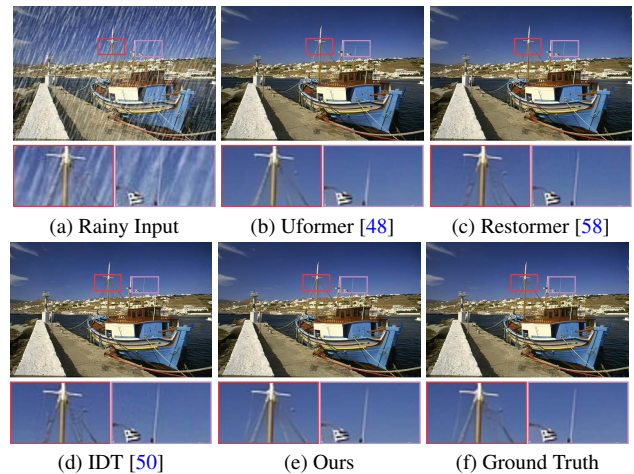 (a) Rainy Input
(b) Uformer [48]
(c) Restormer [58]
(d) IDT [50]
(e) Ours
(f) Ground Truth